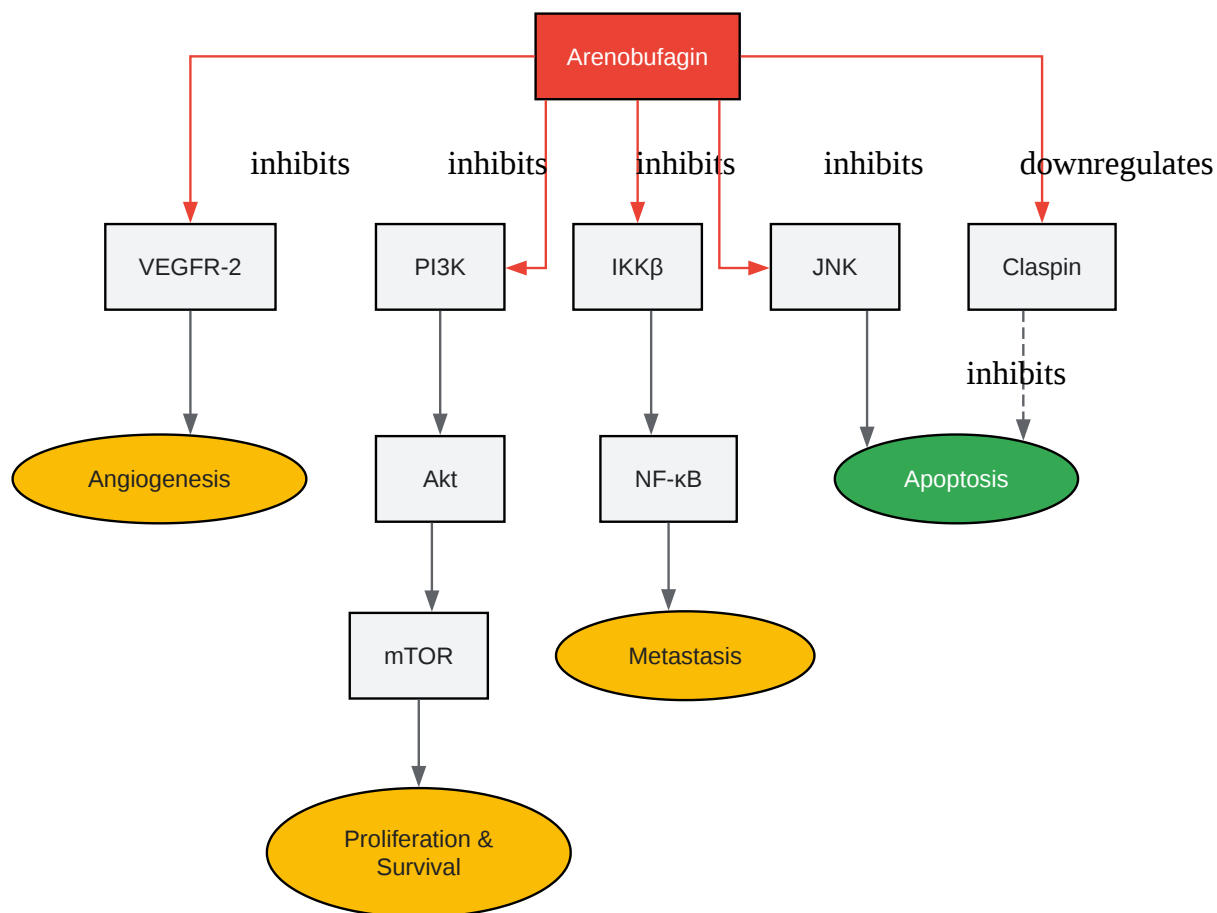 Arenobufagin
inhibits
inhibits
inhibits
inhibits
downregulates
VEGFR-2
PI3K
IKKβ
JNK
Claspin
inhibits
Angiogenesis
Akt
NF-κB
Apoptosis
mTOR
Metastasis
Proliferation &
Survival